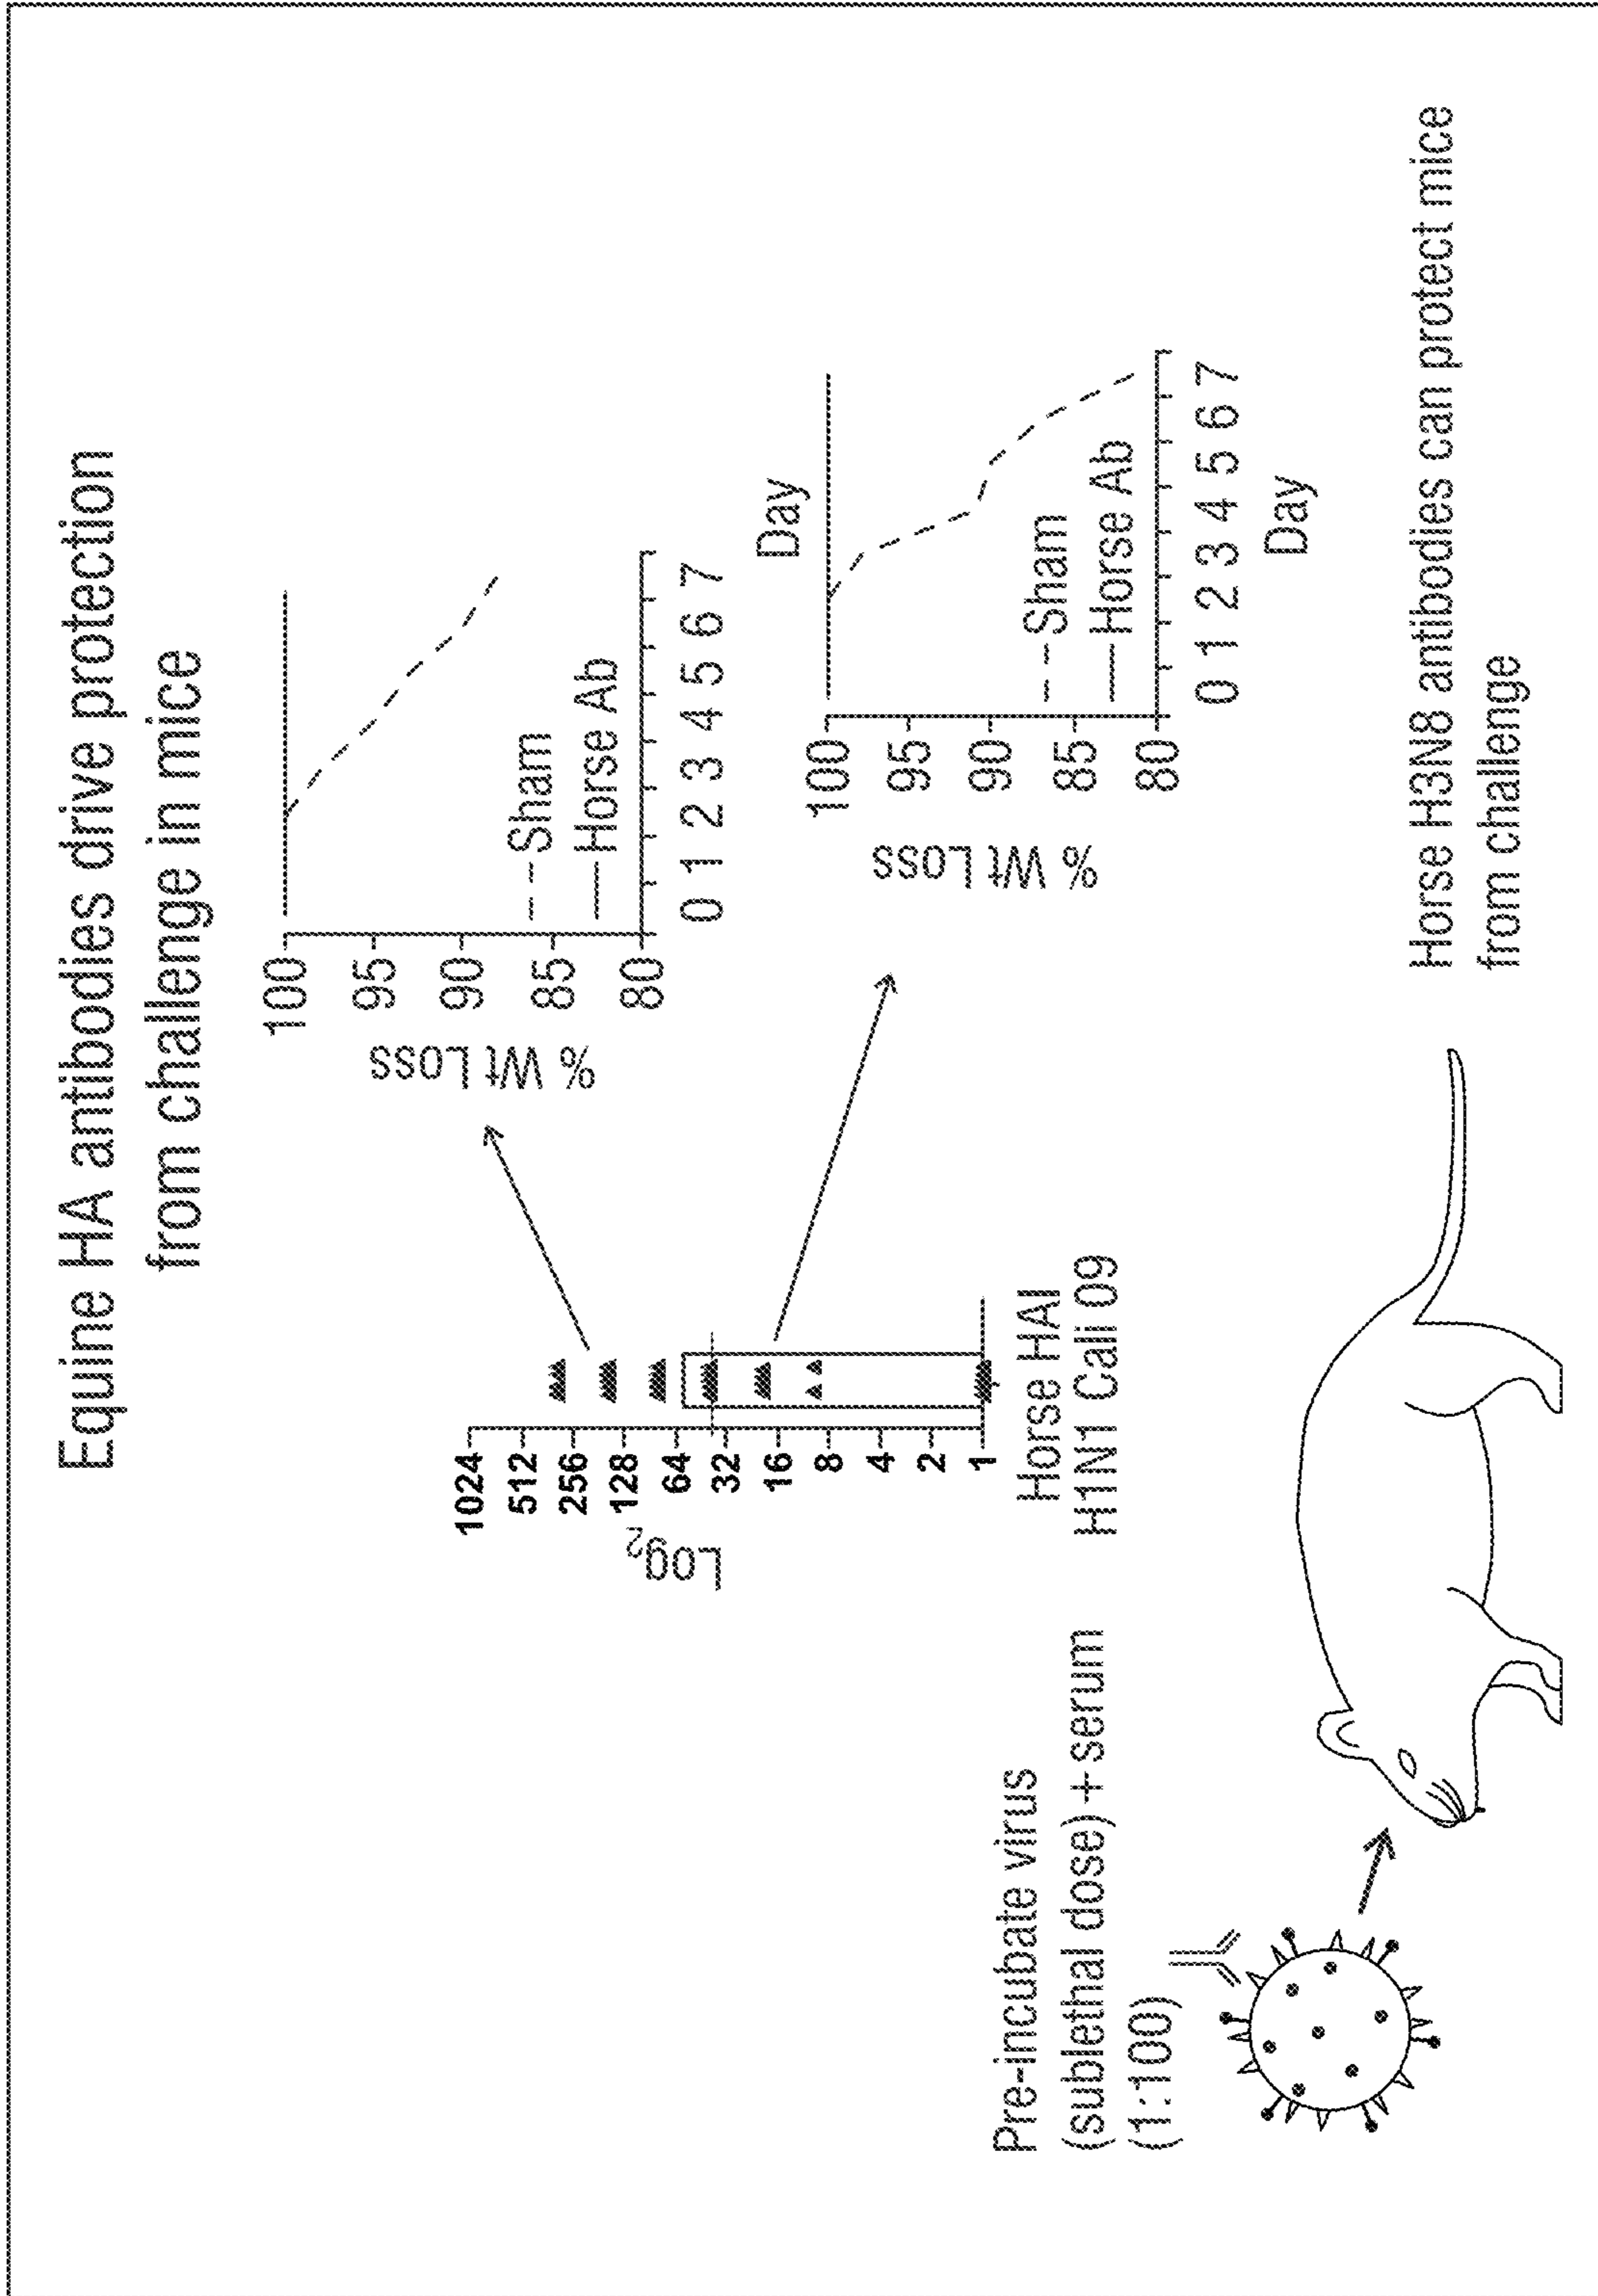 Equine HA antibodies drive protection
from challenge in mice
100
95
90
85
80
% Wt Loss
Sham
Horse Ab
0 1 2 3 4 5 6 7
Day
1024
512
256
128
64
32
16
8
4
2
1
Log2
Horse HAI
H1N1 Cali 09
100
95
90
85
80
% Wt Loss
Sham
Horse Ab
0 1 2 3 4 5 6 7
Day
Pre-incubate virus
(sublethal dose)+serum
(1:100)
Horse H3N8 antibodies can protect mice
from challenge